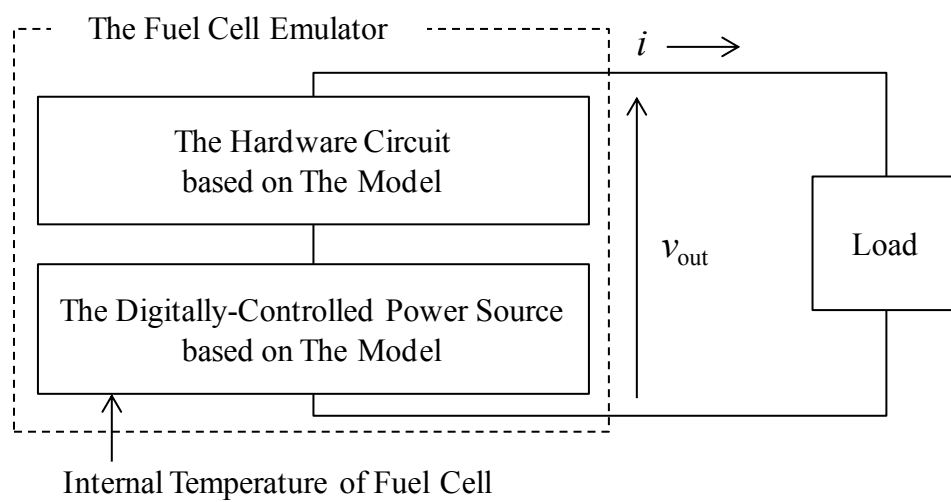 The Fuel Cell Emulator
i
The Hardware Circuit
based on The Model
v_out
Load
The Digitally-Controlled Power Source
based on The Model
Internal Temperature of Fuel Cell